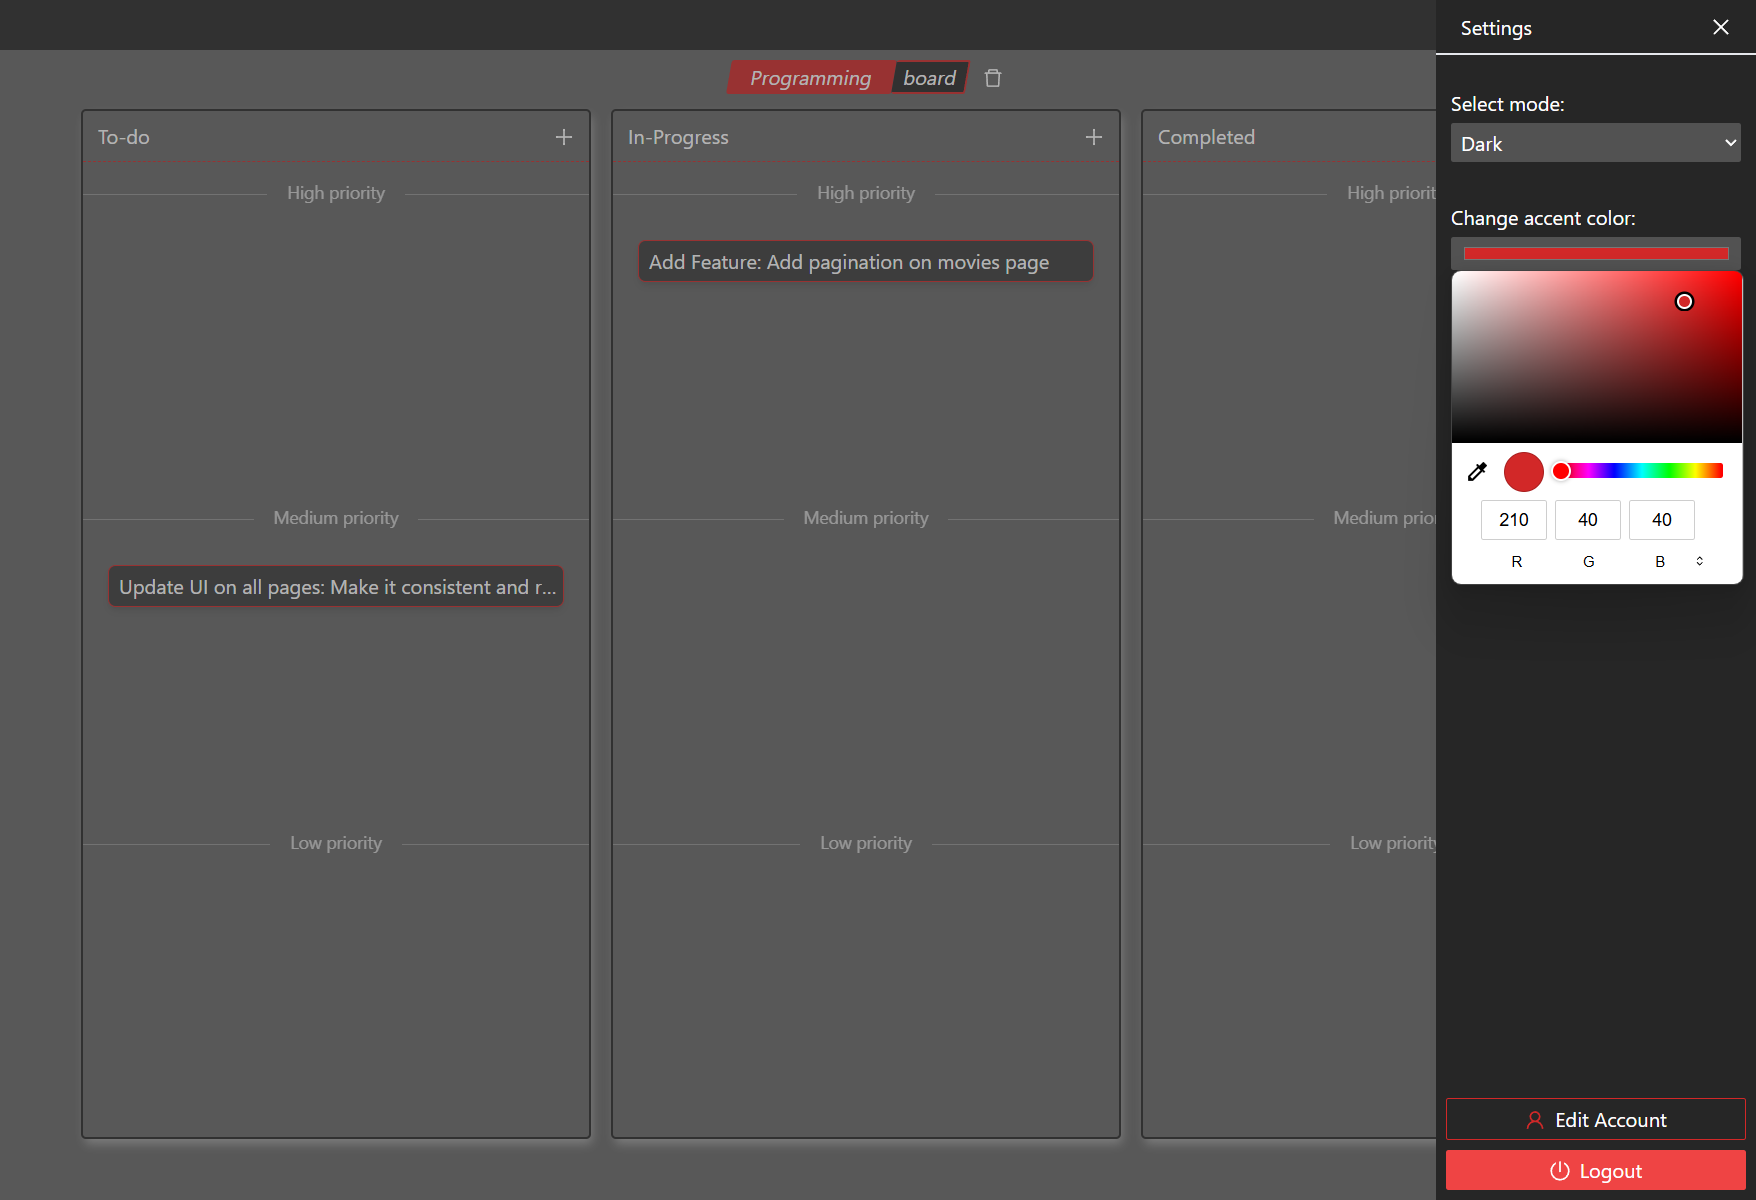 Programming board
To-do
High priority
Medium priority
Update UI on all pages: Make it consistent and r...
Low priority
In-Progress
High priority
Add Feature: Add pagination on movies page
Medium priority
Low priority
Completed
High priorit
Medium prior
Low priority
Settings
Select mode:
Dark
Change accent color:
210 40 40
R G B
Edit Account
Logout